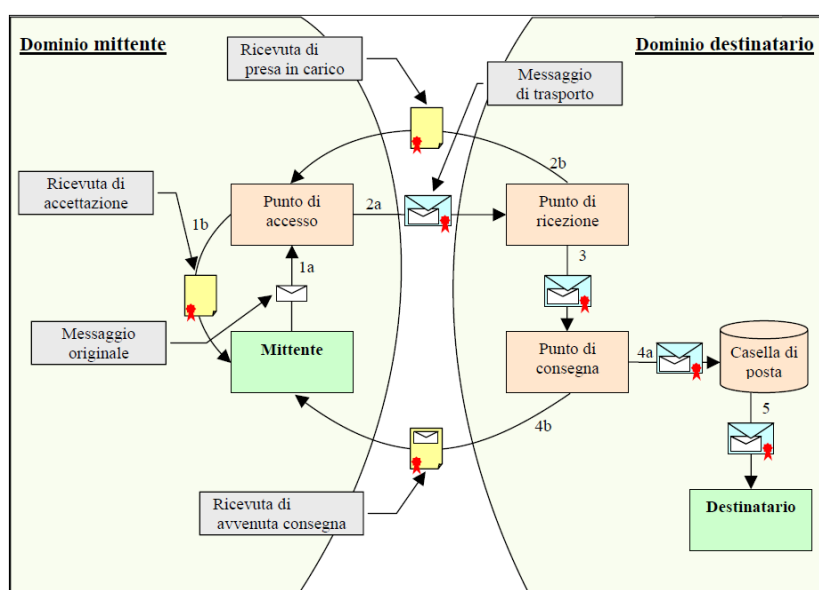 Dominio mittente
Ricevuta di
presa in carico
Messaggio
di trasporto
Dominio destinatario
Ricevuta di
accettazione
1b
Punto di
accesso
2a
2b
Punto di
ricezione
1a
3
Messaggio
originale
Mittente
Punto di
consegna
4a
Casella di
posta
4b
5
Ricevuta di
avvenuta consegna
Destinatario